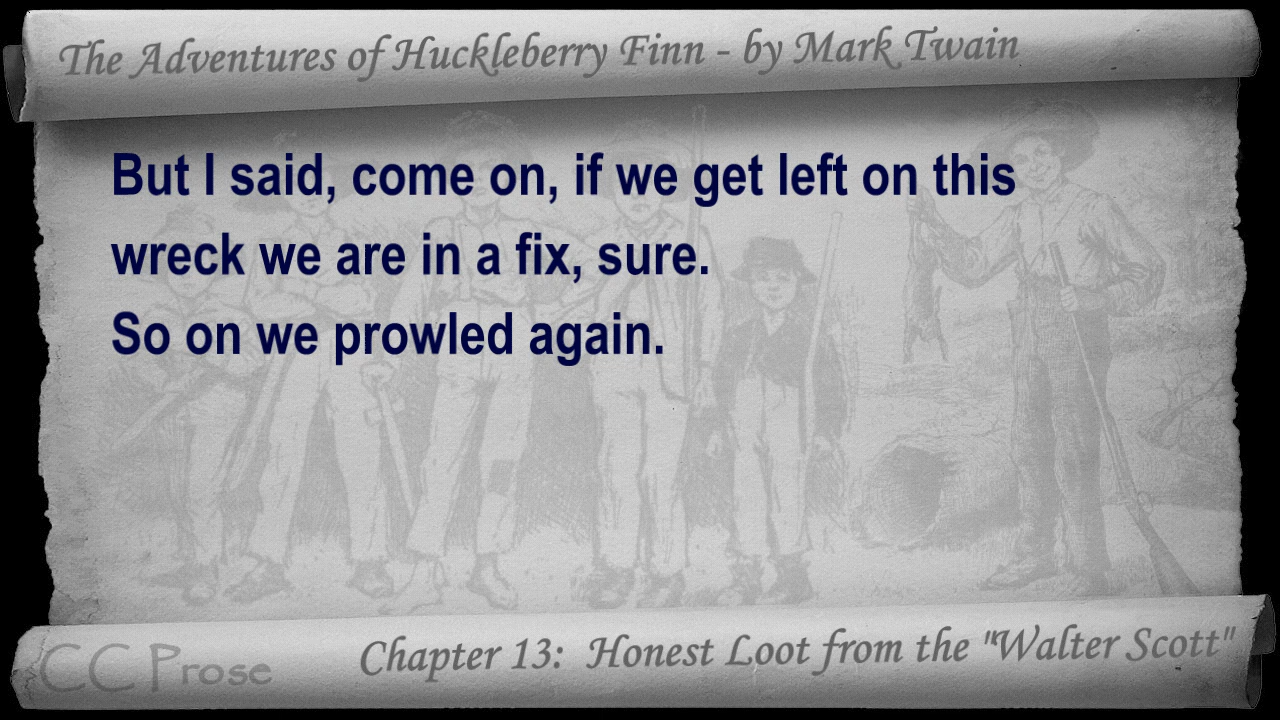 The Adventures of Huckleberry Finn - by Mark Twain
But I said, come on, if we get left on this
wreck we are in a fix, sure.
So on we prowled again.
CC Prose
Chapter 13: Honest Loot from the "Walter Scott"